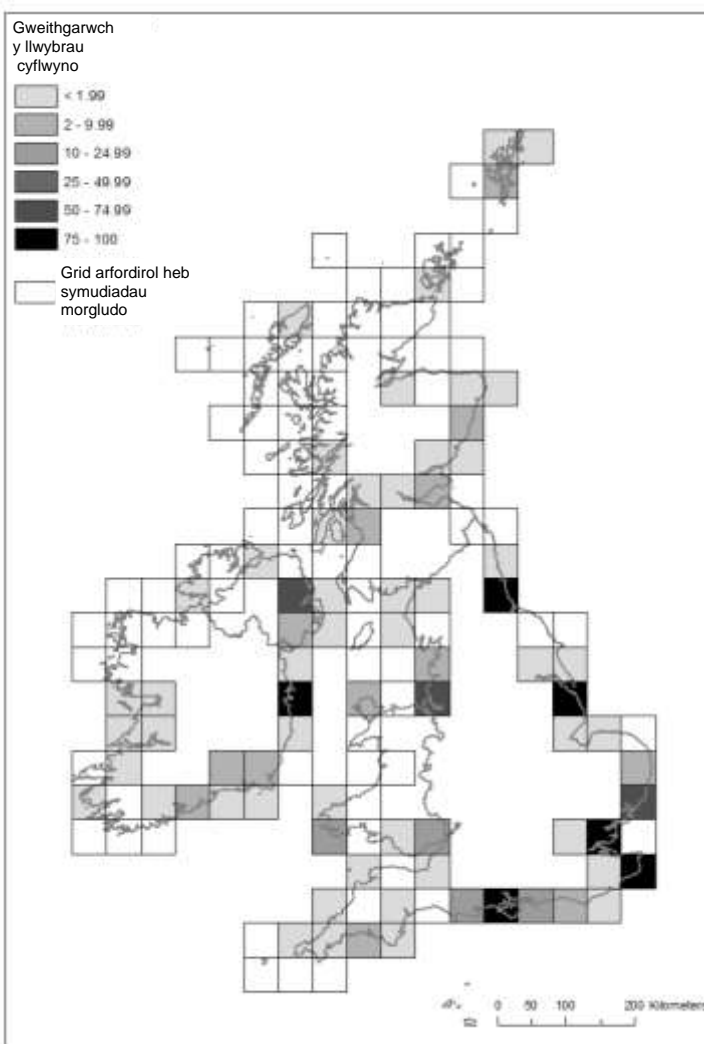 Gweithgarwch
y llwybrau
cyflwyno
< 1.99
2 - 9.99
10 - 24.99
25 - 49.99
50 - 74.99
75 - 100
Grid arfordirol heb
symudiadau
morgludo
0 50 100 200 Kilometers